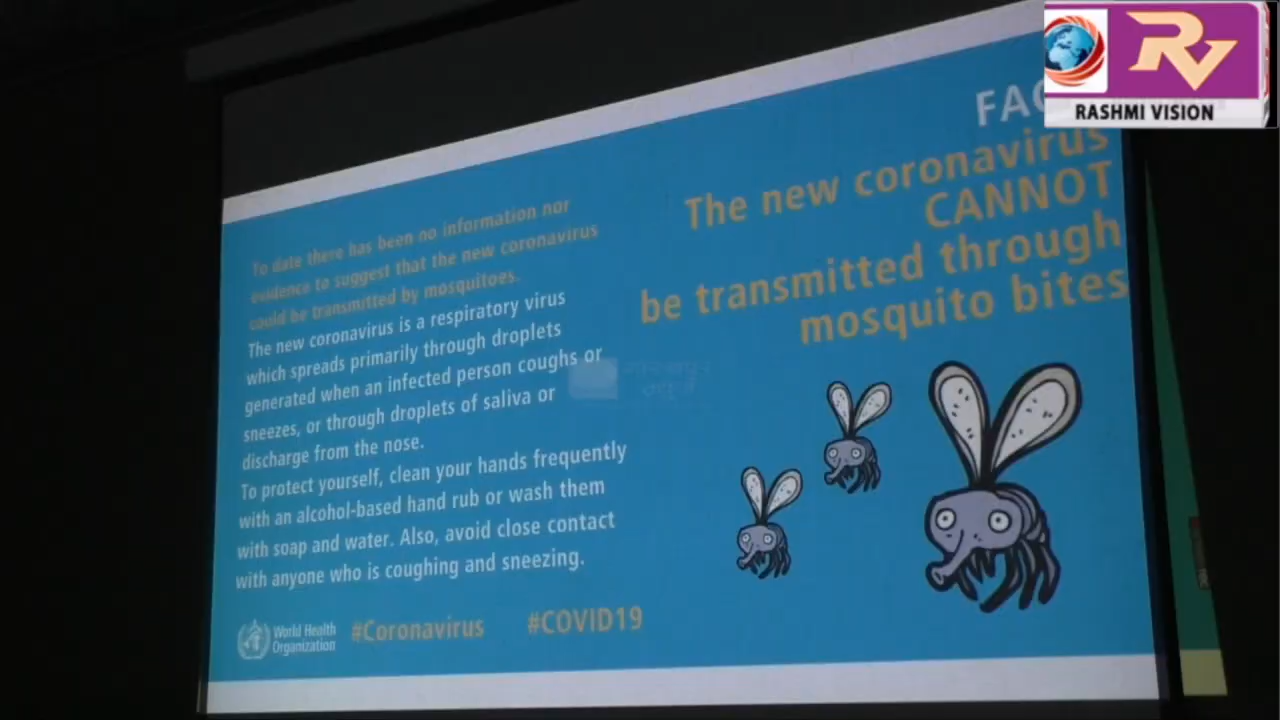 RV
RASHMI VISION
The new coronavirus
CANNOT
be transmitted through
mosquito bites
To date there has been no information nor
evidence to suggest that the new coronavirus
could be transmitted by mosquitoes.
The new coronavirus is a respiratory virus
which spreads primarily through droplets
generated when an infected person coughs or
sneezes, or through droplets of saliva or
discharge from the nose.
To protect yourself, clean your hands frequently
with an alcohol-based hand rub or wash them
with soap and water. Also, avoid close contact
with anyone who is coughing and sneezing.
World Health
Organization
#Coronavirus #COVID19